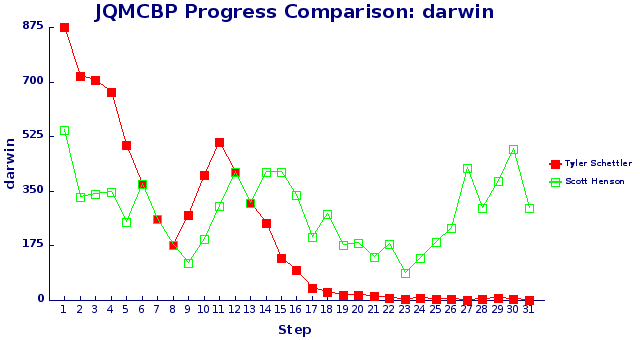 JQMCBP Progress Comparison: darwin
875
700
525
350
175
0
darwin
1 2 3 4 5 6 7 8 9 10 11 12 13 14 15 16 17 18 19 20 21 22 23 24 25 26 27 28 29 30 31
Step
Tyler Schettler
Scott Henson